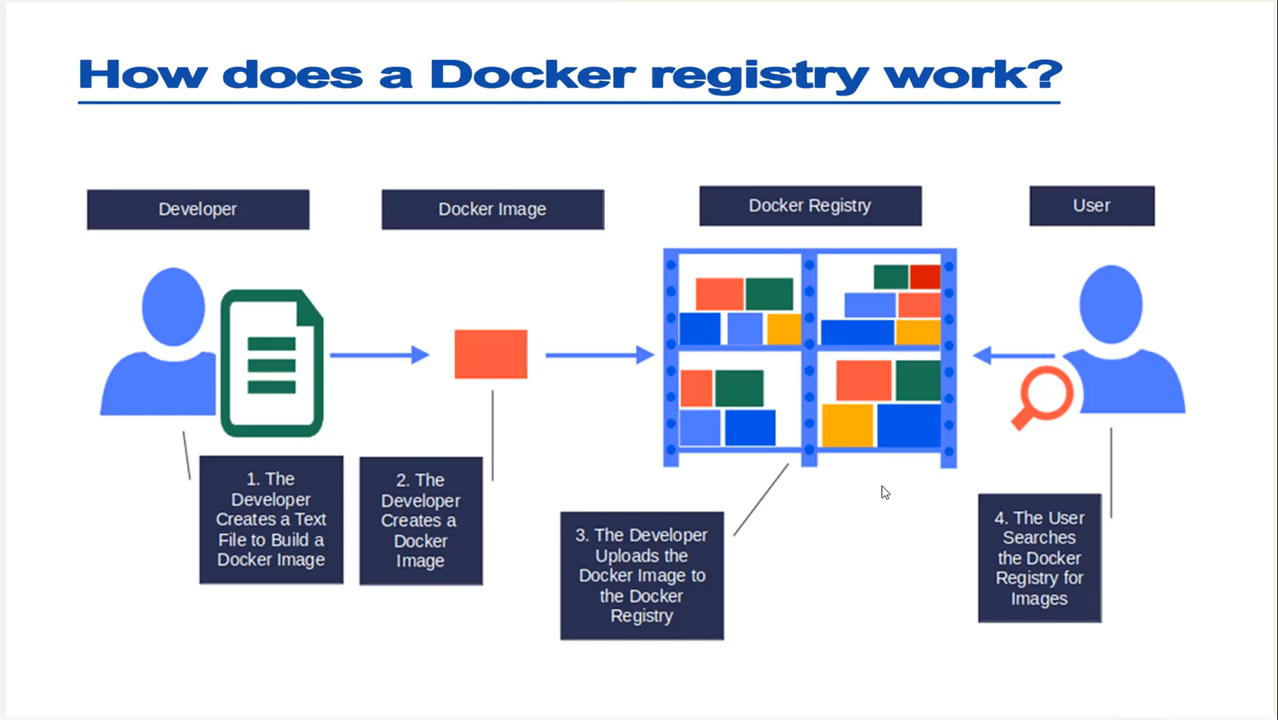 How does a Docker registry work?
Developer
Docker Image
Docker Registry
User
1. The
Developer
Creates a Text
File to Build a
Docker Image
2. The
Developer
Creates a
Docker
Image
3. The Developer
Uploads the
Docker Image to
the Docker
Registry
4. The User
Searches
the Docker
Registry for
Images